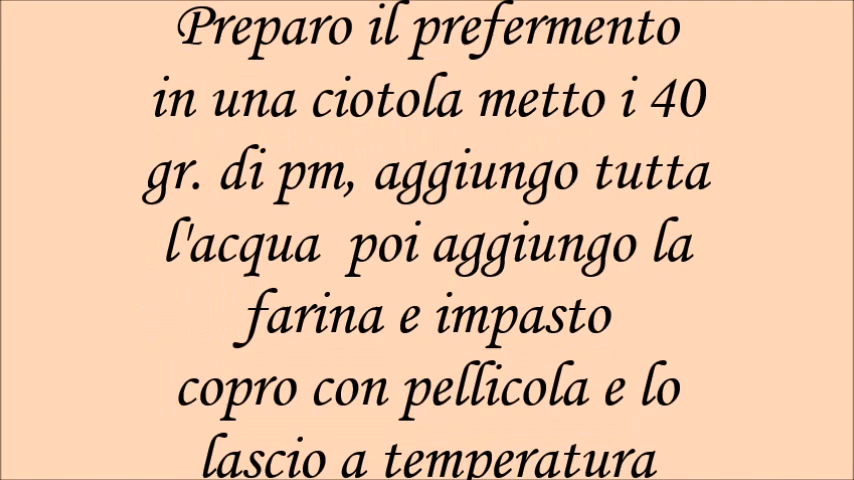 Preparo il prefermento
in una ciotola metto i 40
gr. di pm, aggiungo tutta
l'acqua  poi aggiungo la
farina e impasto
copro con pellicola e lo
lascio a temperatura